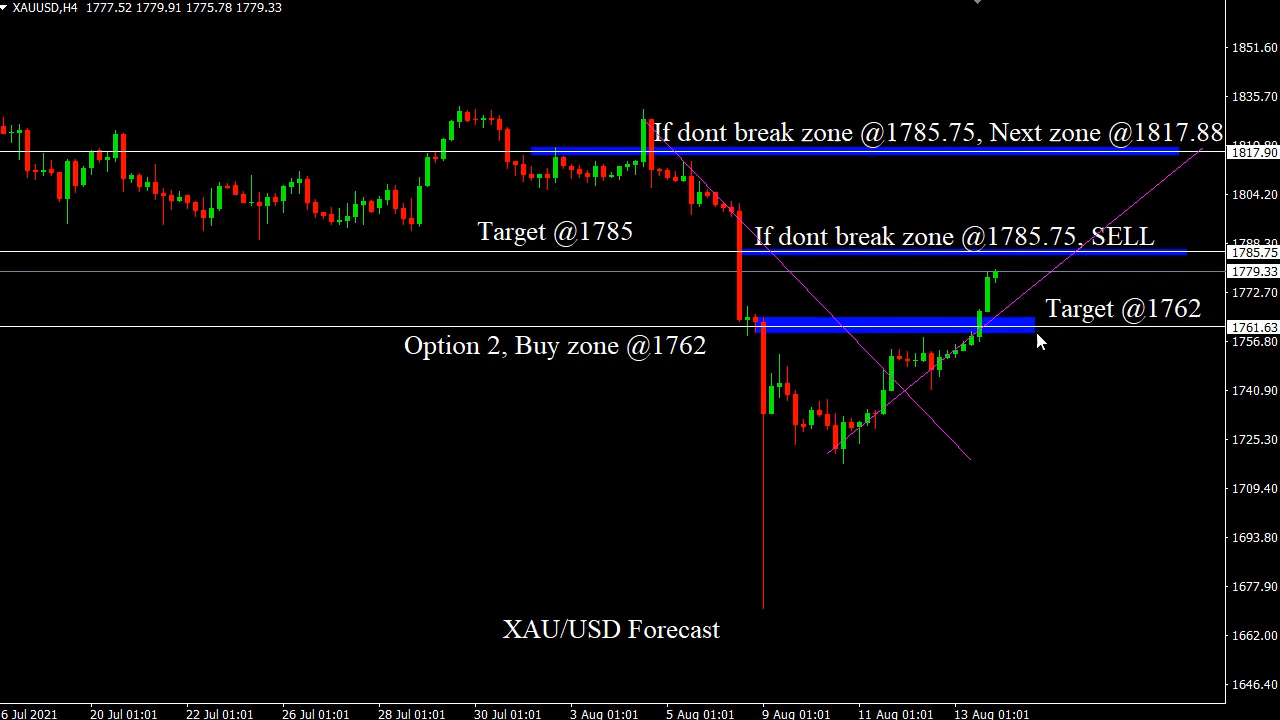 XAUUSD,H4 1777.52 1779.91 1775.78 1779.33
1851.60
1835.70
If dont break zone @1785.75, Next zone @1817.88
1817.90
1804.20
Target @1785
If dont break zone @1785.75, SELL
1788.20
1785.75
1779.33
1772.70
Target @1762
1761.63
Option 2, Buy zone @1762
1756.80
1740.90
1725.30
1709.40
1693.80
1677.90
XAU/USD Forecast
1662.00
1646.40
6 Jul 2021 20 Jul 01:01 22 Jul 01:01 26 Jul 01:01 28 Jul 01:01 30 Jul 01:01 3 Aug 01:01 5 Aug 01:01 9 Aug 01:01 11 Aug 01:01 13 Aug 01:01